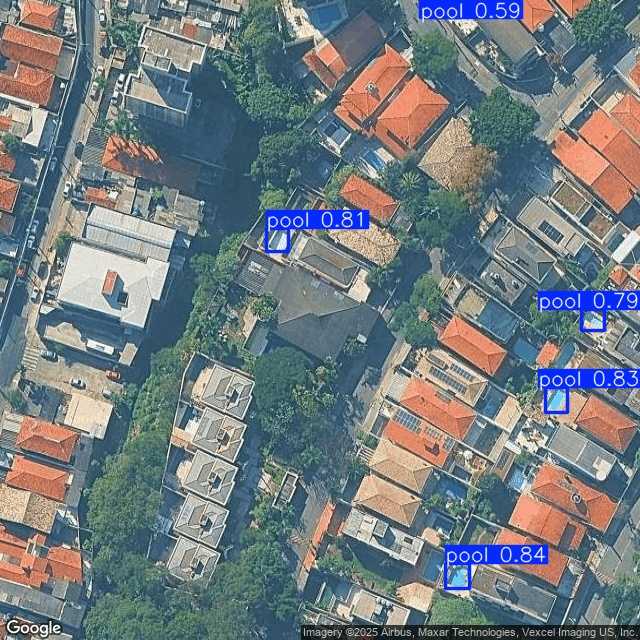 pool 0.59
pool 0.81
pool 0.79
pool 0.83
pool 0.84
Google
Imagery ©2025 Airbus, Maxar Technologies, Vexcel Imaging US, Inc.